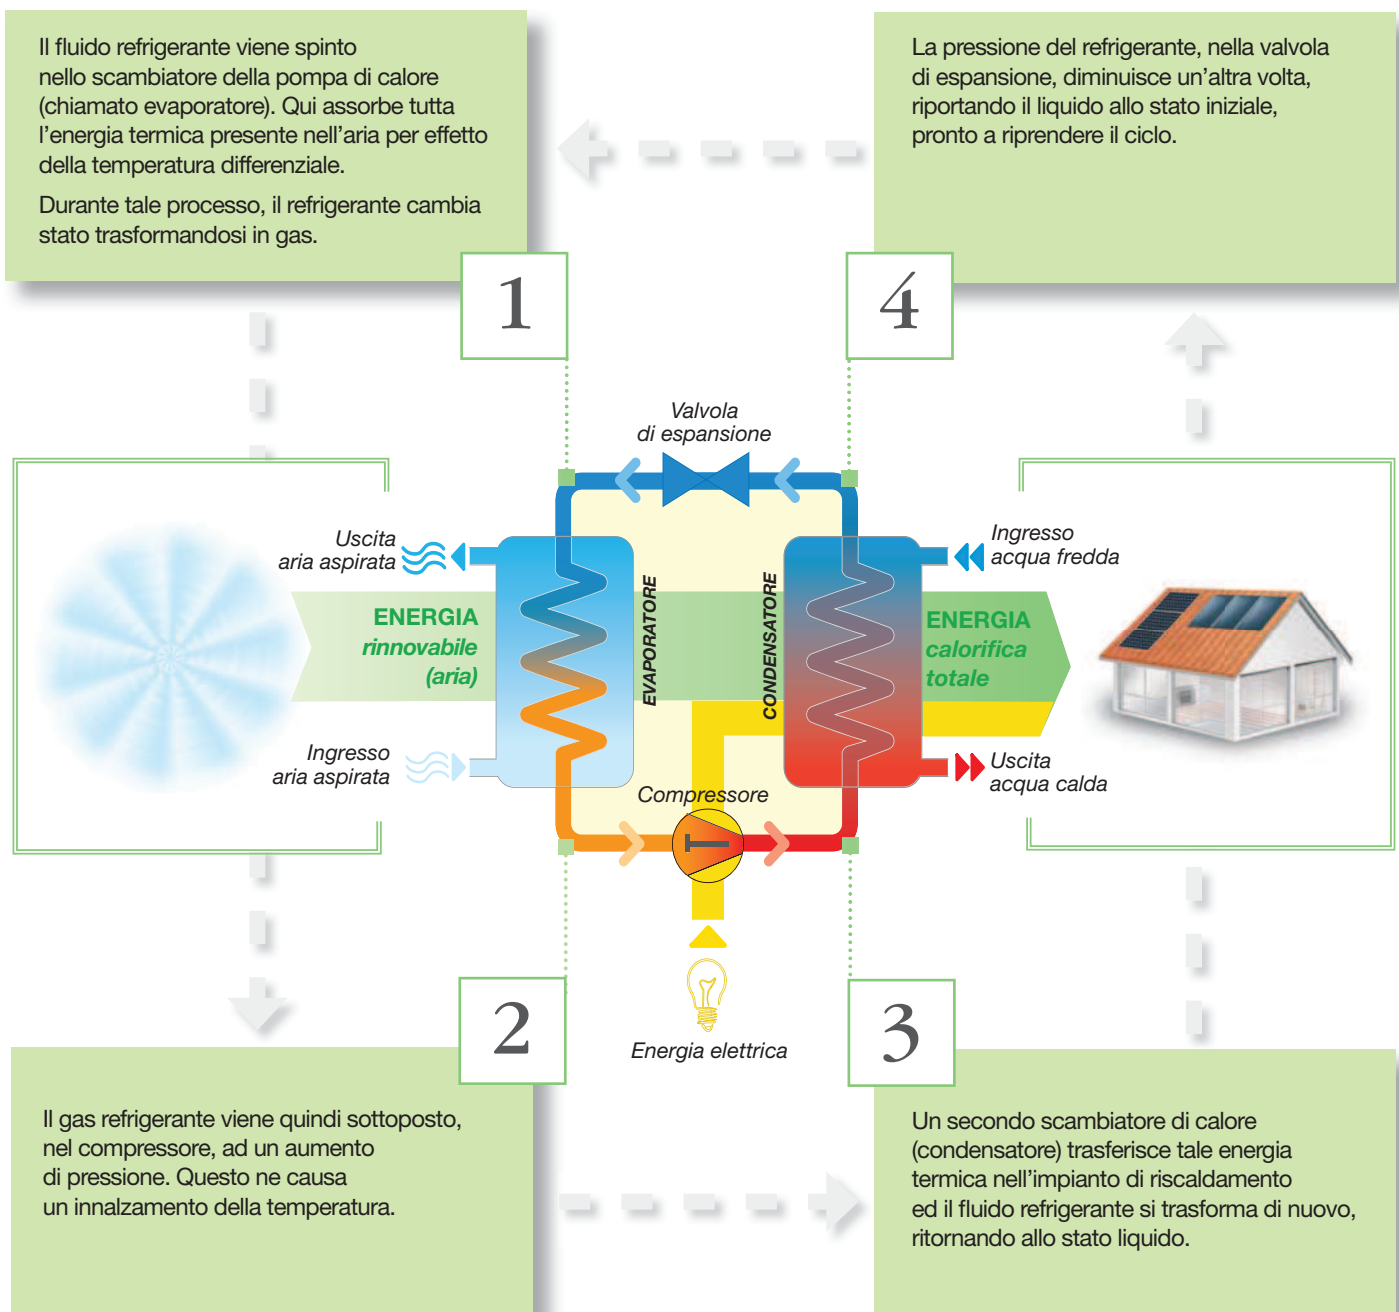 Il fluido refrigerante viene spinto
nello scambiatore della pompa di calore
(chiamato evaporatore). Qui assorbe tutta
l'energia termica presente nell'aria per effetto
della temperatura differenziale.
Durante tale processo, il refrigerante cambia
stato trasformandosi in gas.
1
La pressione del refrigerante, nella valvola
di espansione, diminuisce un'altra volta,
riportando il liquido allo stato iniziale,
pronto a riprendere il ciclo.
4
Valvola
di espansione
Uscita
aria aspirata
Ingresso
acqua fredda
ENERGIA
rinnovabile
(aria)
EVAPORATORE
CONDENSATORE
ENERGIA
calorifica
totale
Ingresso
aria aspirata
Uscita
acqua calda
Compressore
Energia elettrica
2
Il gas refrigerante viene quindi sottoposto,
nel compressore, ad un aumento
di pressione. Questo ne causa
un innalzamento della temperatura.
3
Un secondo scambiatore di calore
(condensatore) trasferisce tale energia
termica nell'impianto di riscaldamento
ed il fluido refrigerante si trasforma di nuovo,
ritornando allo stato liquido.